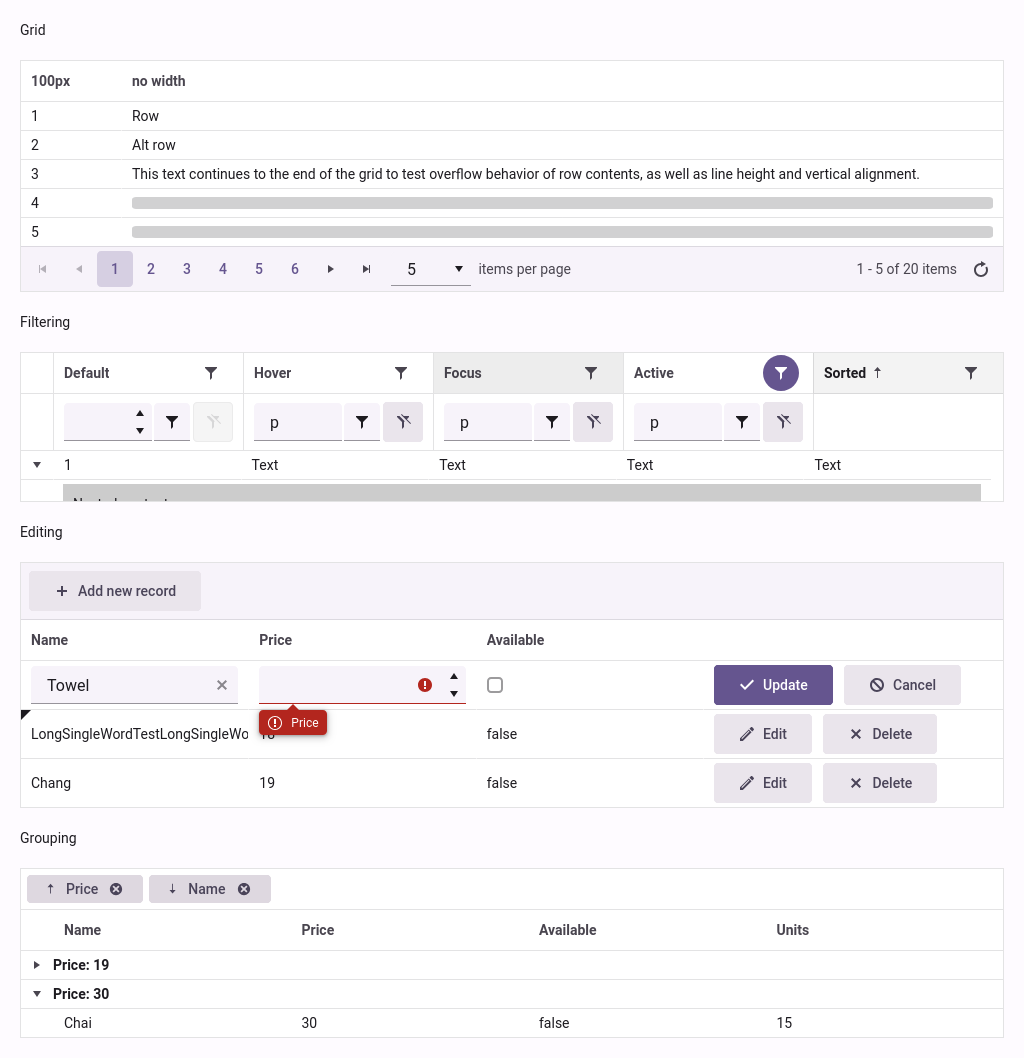 Grid
100px no width
1 Row
2 Alt row
3 This text continues to the end of the grid to test overflow behavior of row contents, as well as line height and vertical alignment.
4
5
1 2 3 4 5 6 5 items per page 1 - 5 of 20 items
Filtering
Default Hover Focus Active Sorted
p p p
1 Text Text Text Text
Editing
Add new record
Name Price Available
Towel Update Cancel
Price
LongSingleWordTestLongSingleWo false Edit Delete
Chang 19 false Edit Delete
Grouping
Price Name
Name Price Available Units
Price: 19
Price: 30
Chai 30 false 15